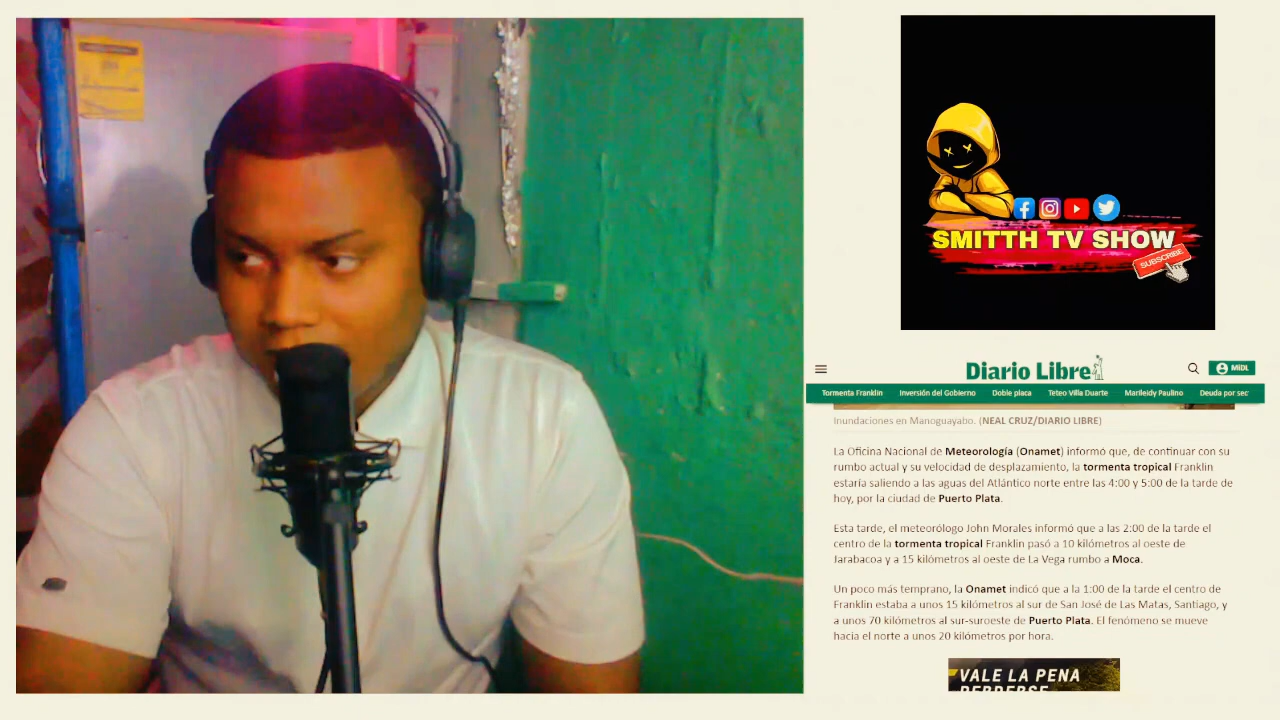 SMITTH TV SHOW
SUBSCRIBE
Diario Libre
MiDL
Tormenta Franklin Inversión del Gobierno Doble placa Teteo Villa Duarte Marileidy Paulino Deuda por sec
Inundaciones en Manoguayabo. (NEAL CRUZ/DIARIO LIBRE)
La Oficina Nacional de Meteorología (Onamet) informó que, de continuar con su
rumbo actual y su velocidad de desplazamiento, la tormenta tropical Franklin
estaría saliendo a las aguas del Atlántico norte entre las 4:00 y 5:00 de la tarde de
hoy, por la ciudad de Puerto Plata.
Esta tarde, el meteorólogo John Morales informó que a las 2:00 de la tarde el
centro de la tormenta tropical Franklin pasó a 10 kilómetros al oeste de
Jarabacoa y a 15 kilómetros al oeste de La Vega rumbo a Moca.
Un poco más temprano, la Onamet indicó que a la 1:00 de la tarde el centro de
Franklin estaba a unos 15 kilómetros al sur de San José de Las Matas, Santiago, y
a unos 70 kilómetros al sur-suroeste de Puerto Plata. El fenómeno se mueve
hacia el norte a unos 20 kilómetros por hora.
VALE LA PENA
PERDERSE